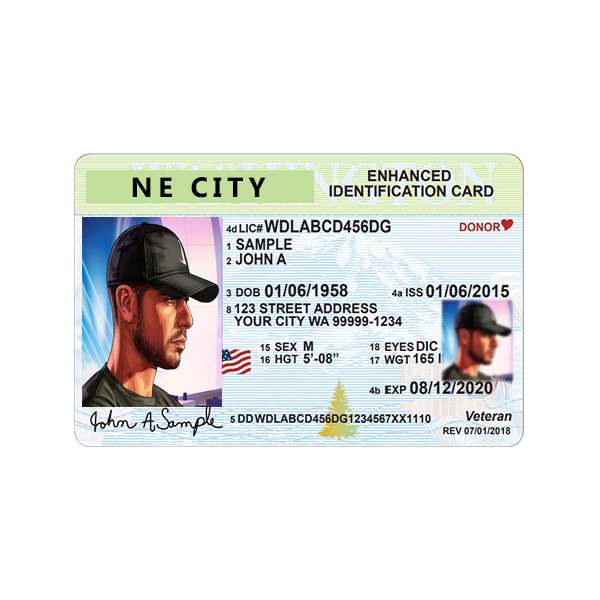 WASHINGTON
NE CITY
ENHANCED
IDENTIFICATION CARD
4d LIC# WDLABCD456DG
DONOR
1 SAMPLE
2 JOHN A
3 DOB 01/06/1958 4a ISS 01/06/2015
8 123 STREET ADDRESS
YOUR CITY WA 99999-1234
15 SEX M 18 EYES DIC
16 HGT 5'-08" 17 WGT 165 l
4b EXP 08/12/2020
John A Sample
5 DD WDLABCD456DG1234567XX1110
Veteran
REV 07/01/2018